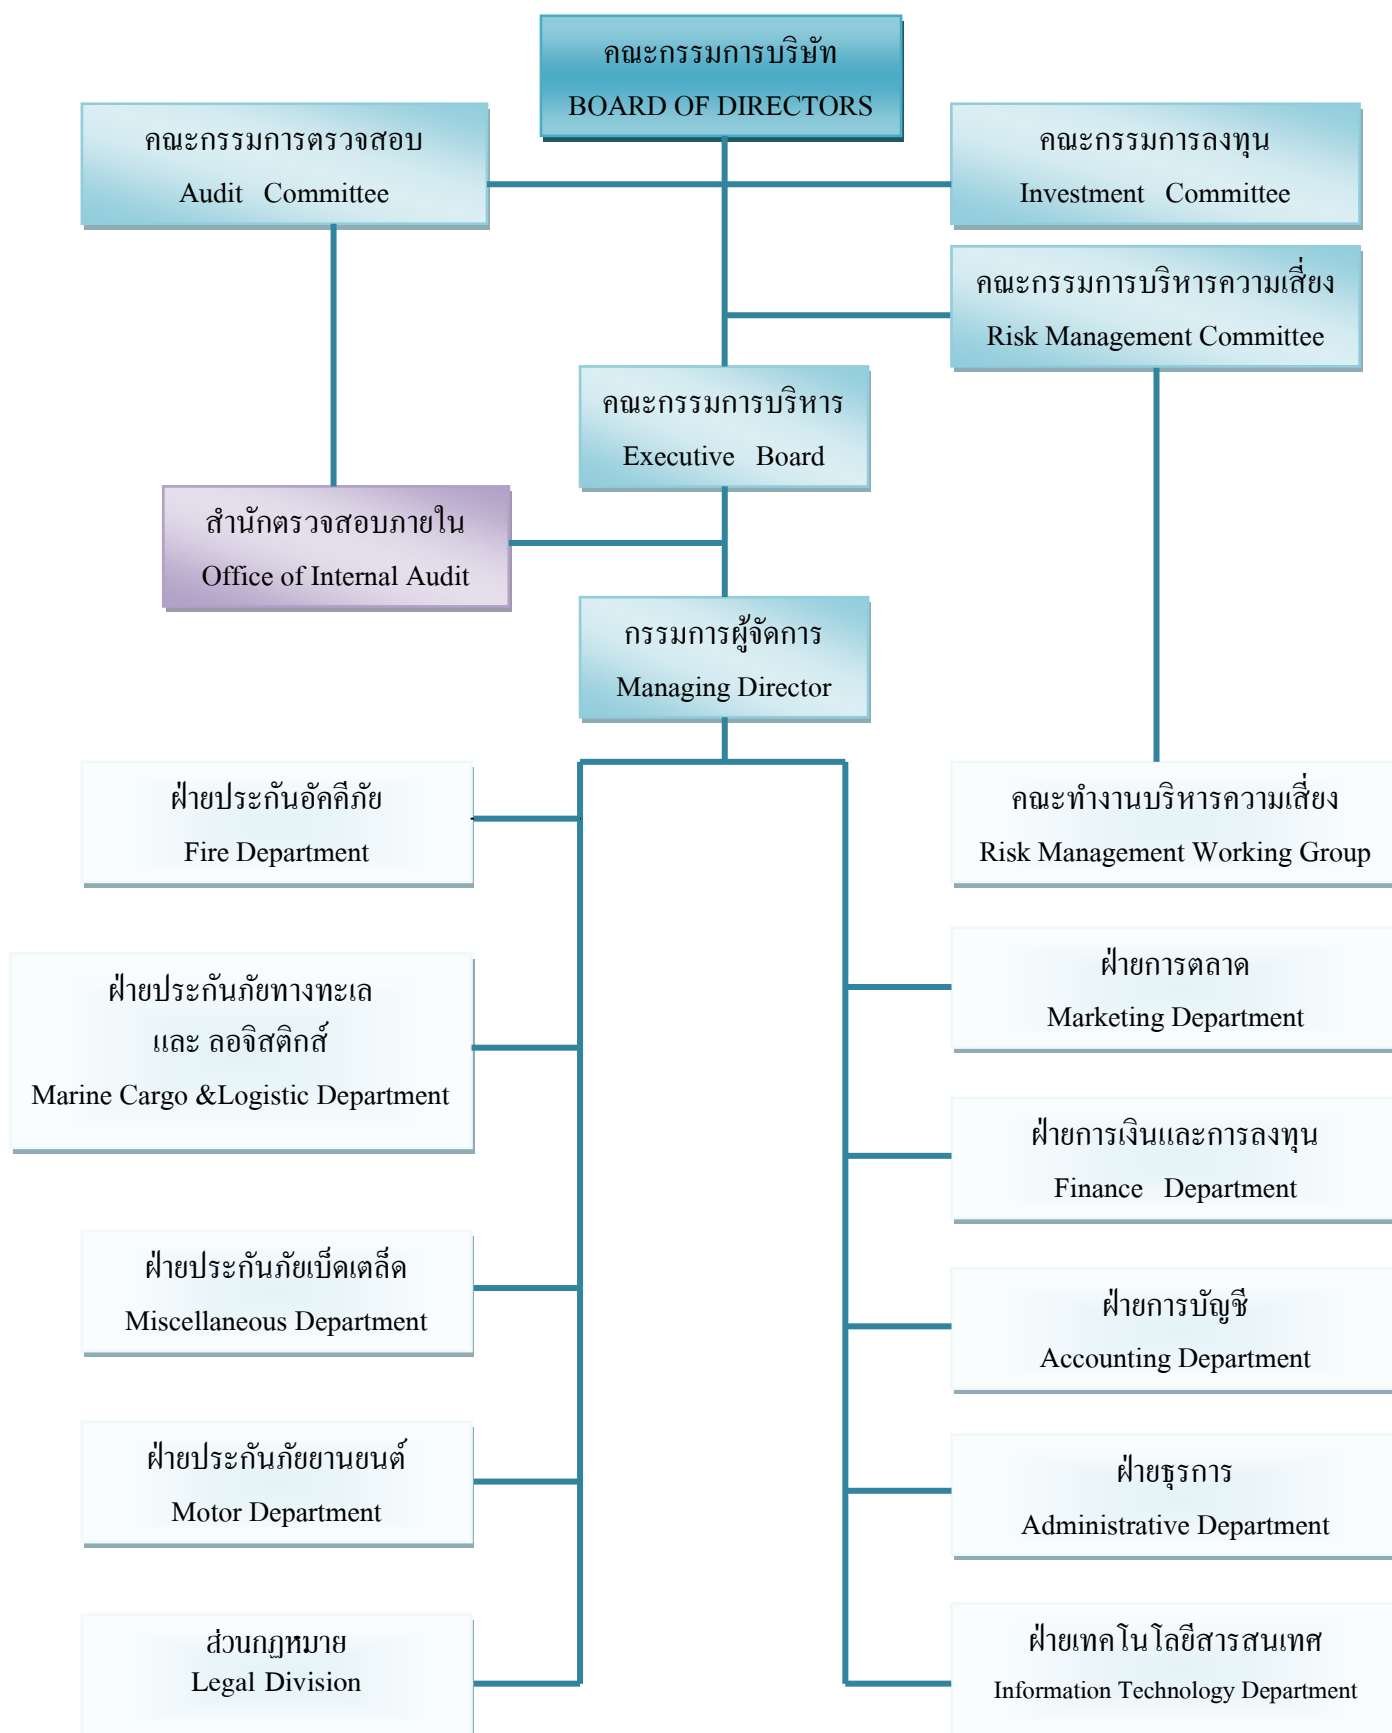 คณะกรรมการบริษัท
BOARD OF DIRECTORS
คณะกรรมการตรวจสอบ
Audit Committee
คณะกรรมการลงทุน
Investment Committee
คณะกรรมการบริหารความเสี่ยง
Risk Management Committee
คณะกรรมการบริหาร
Executive Board
สำนักตรวจสอบภายใน
Office of Internal Audit
กรรมการผู้จัดการ
Managing Director
ฝ่ายประกันอัคคีภัย
Fire Department
คณะทำงานบริหารความเสี่ยง
Risk Management Working Group
ฝ่ายประกันภัยทางทะเล
และ ลอจิสติกส์
Marine Cargo &Logistic Department
ฝ่ายการตลาด
Marketing Department
ฝ่ายการเงินและการลงทุน
Finance Department
ฝ่ายประกันภัยเบ็ดเตล็ด
Miscellaneous Department
ฝ่ายการบัญชี
Accounting Department
ฝ่ายประกันภัยยานยนต์
Motor Department
ฝ่ายธุรการ
Administrative Department
ส่วนกฏหมาย
Legal Division
ฝ่ายเทคโนโลยีสารสนเทศ
Information Technology Department